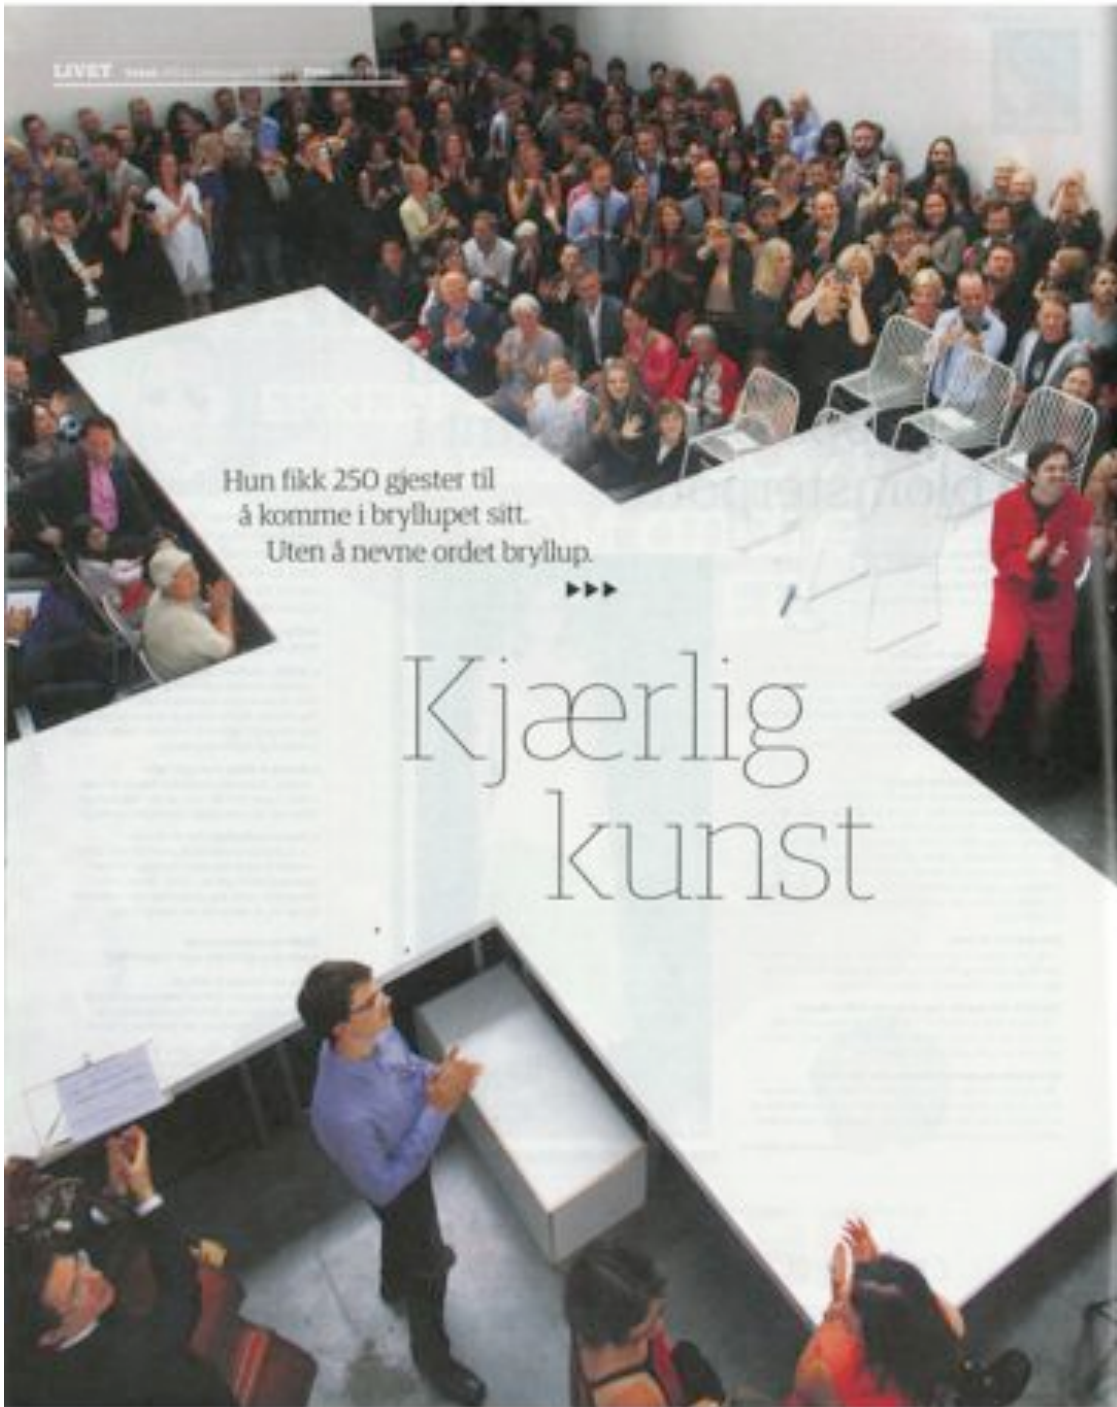 LIVET
Hun fikk 250 gjester til
å komme i bryllupet sitt.
Uten å nevne ordet bryllup.
Kjærlig
kunst